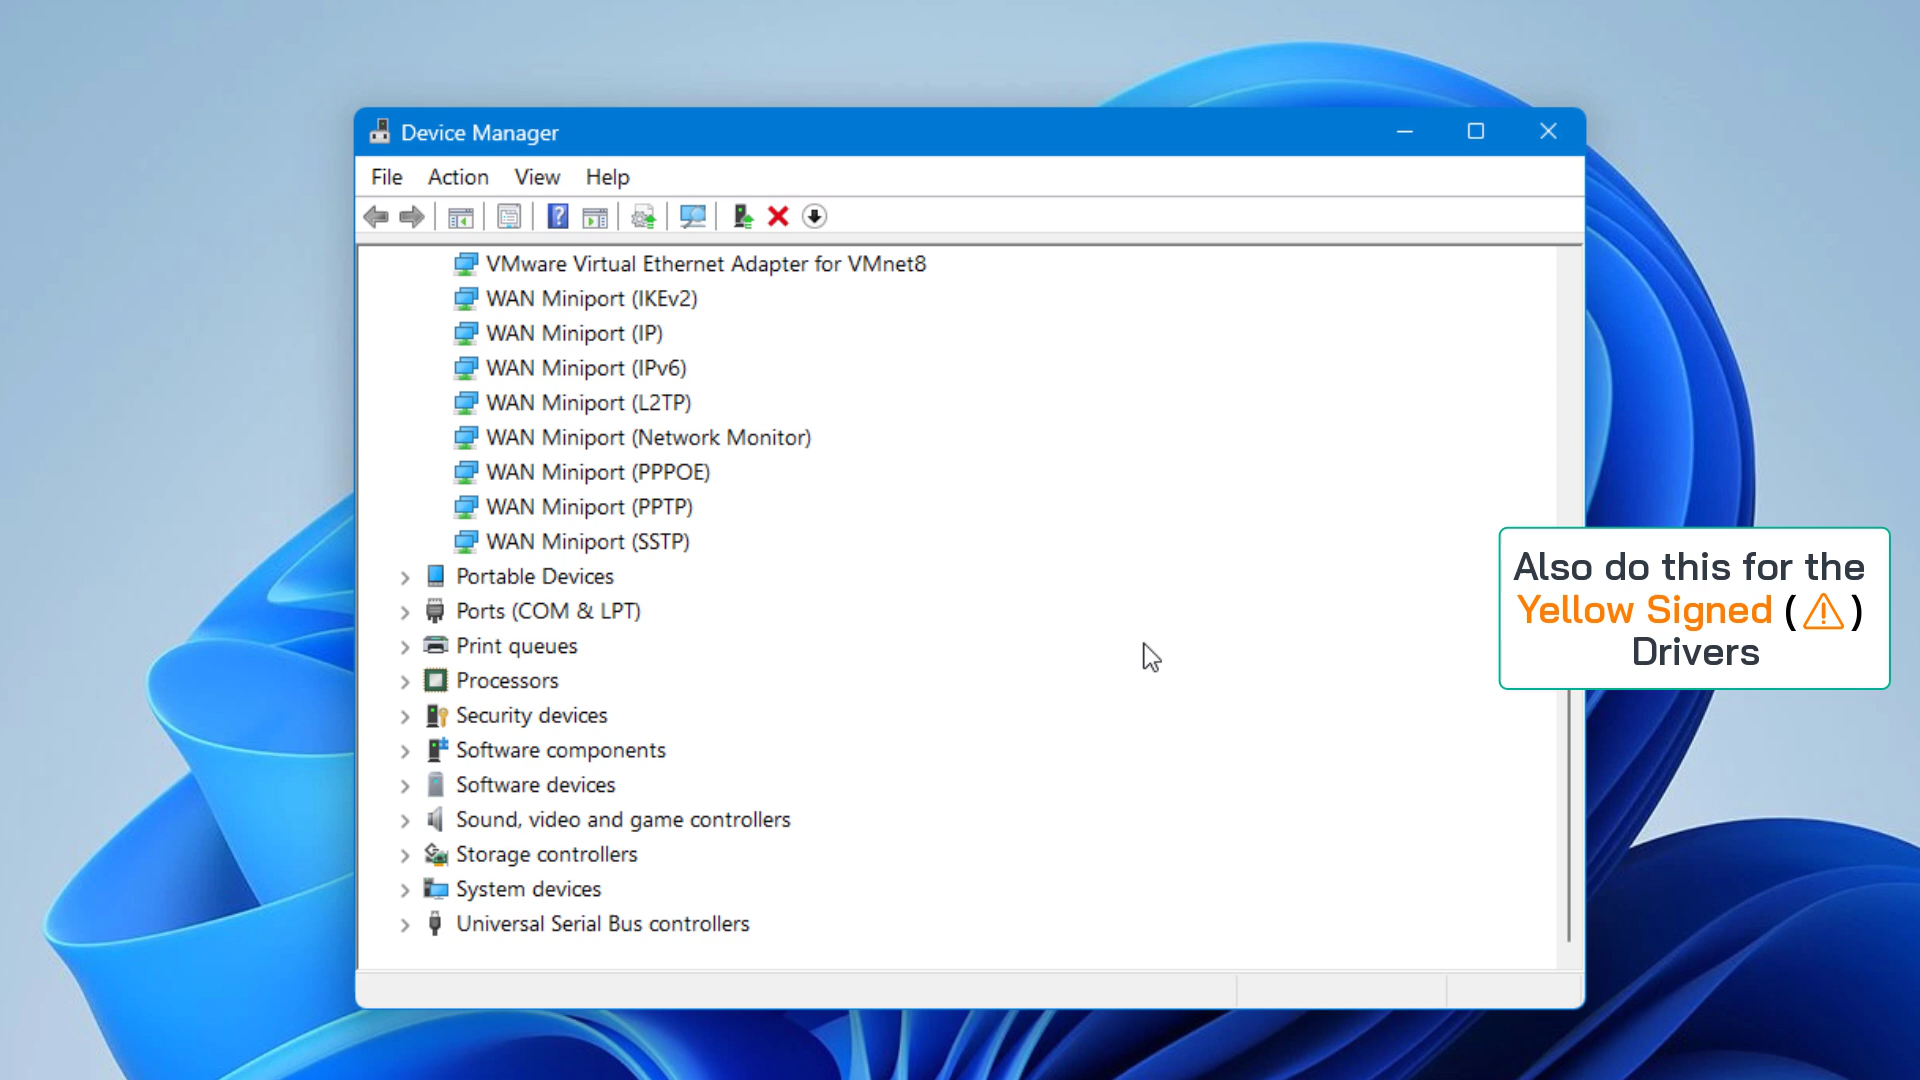 Device Manager
File Action View Help
VMware Virtual Ethernet Adapter for VMnet8
WAN Miniport (IKEv2)
WAN Miniport (IP)
WAN Miniport (IPv6)
WAN Miniport (L2TP)
WAN Miniport (Network Monitor)
WAN Miniport (PPPOE)
WAN Miniport (PPTP)
WAN Miniport (SSTP)
Portable Devices
Ports (COM & LPT)
Print queues
Processors
Security devices
Software components
Software devices
Sound, video and game controllers
Storage controllers
System devices
Universal Serial Bus controllers
Also do this for the
Yellow Signed (⚠)
Drivers